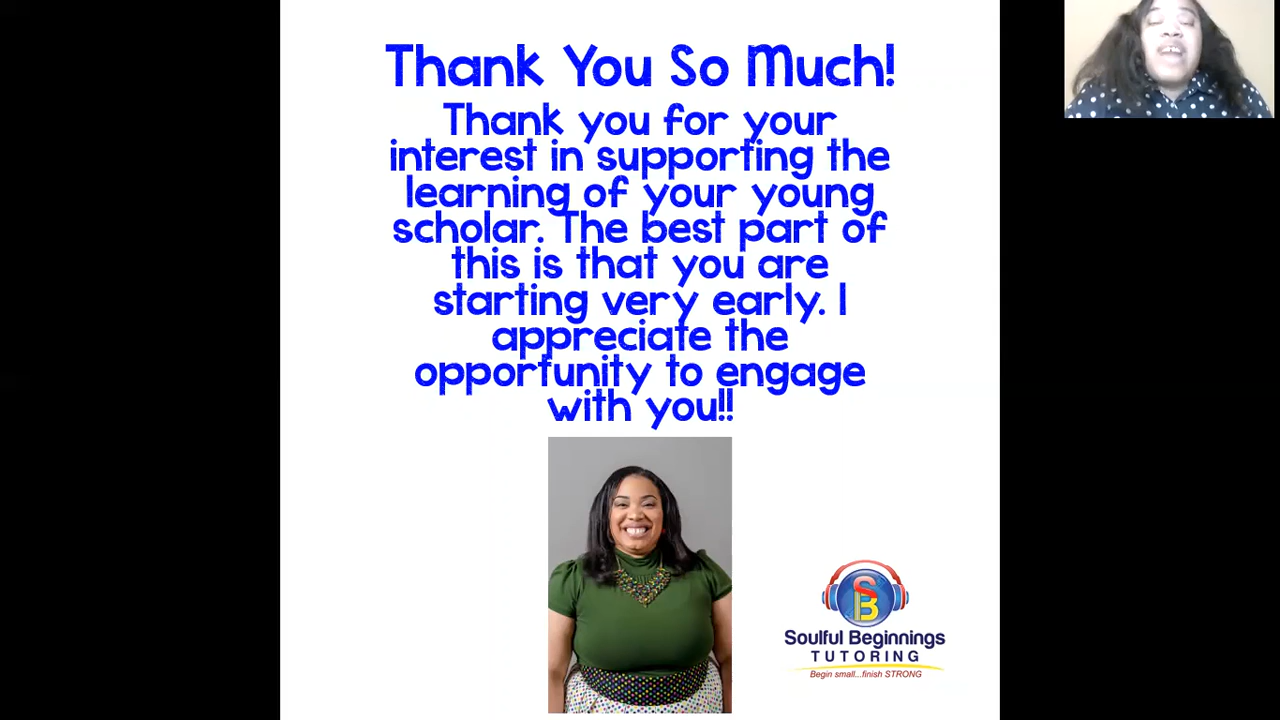 Thank You So Much!
Thank you for your
interest in supporting the
learning of your young
scholar. The best part of
this is that you are
starting very early. I
appreciate the
opportunity to engage
with you!!
SB
Soulful Beginnings
TUTORING
Begin small...finish STRONG